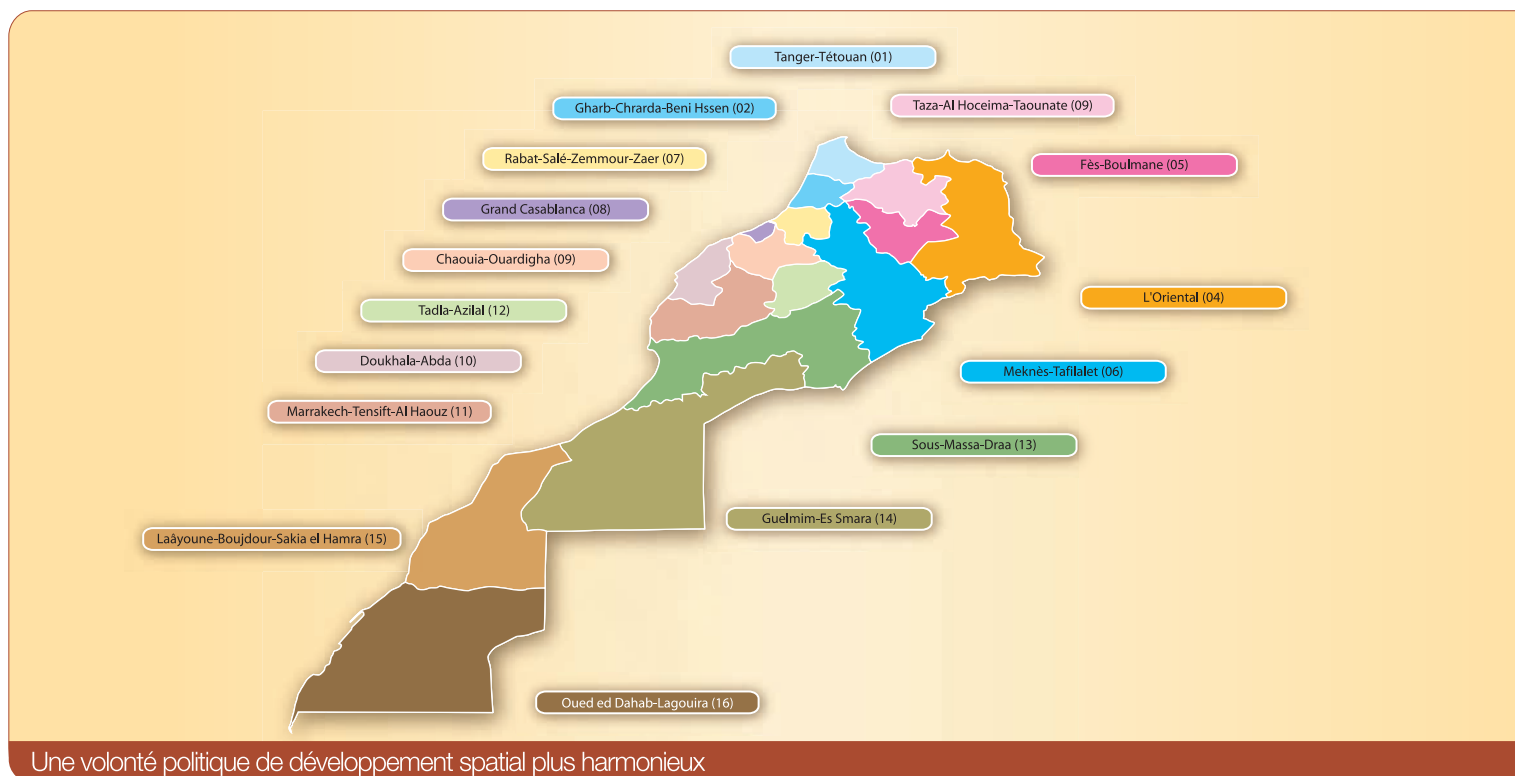 Tanger-Tétouan (01)
Gharb-Chrarda-Beni Hssen (02)
Taza-Al Hoceima-Taounate (09)
Rabat-Salé-Zemmour-Zaer (07)
Fès-Boulmane (05)
Grand Casablanca (08)
Chaouia-Ouardigha (09)
L'Oriental (04)
Tadla-Azilal (12)
Doukhala-Abda (10)
Meknès-Tafilalet (06)
Marrakech-Tensift-Al Haouz (11)
Sous-Massa-Draa (13)
Guelmim-Es Smara (14)
Laâyoune-Boujdour-Sakia el Hamra (15)
Oued ed Dahab-Lagouira (16)
Une volonté politique de développement spatial plus harmonieux